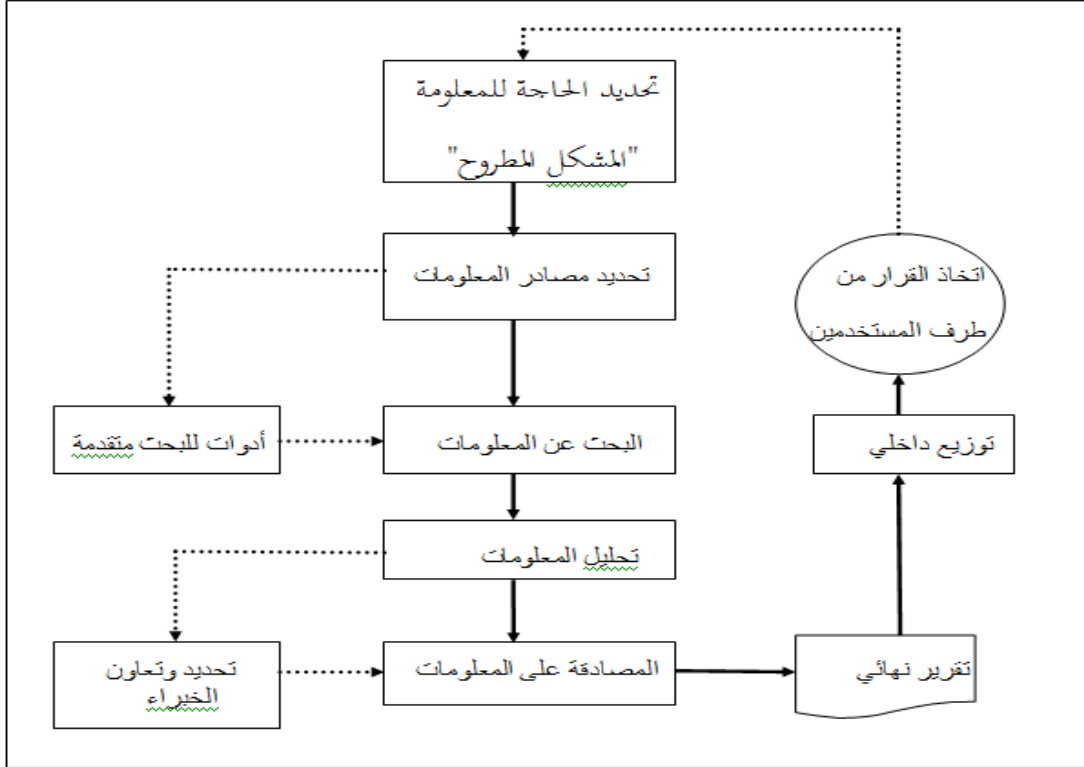 تحديد الحاجة للمعلومة
"المشكل المطروح"
تحديد مصادر المعلومات
اتخاذ القرار من
طرف المستخدمين
أدوات للبحث متقدمة
البحث عن المعلومات
توزيع داخلي
تحليل المعلومات
تحديد وتعاون
الخبراء
المصادقة على المعلومات
تقرير نهائي